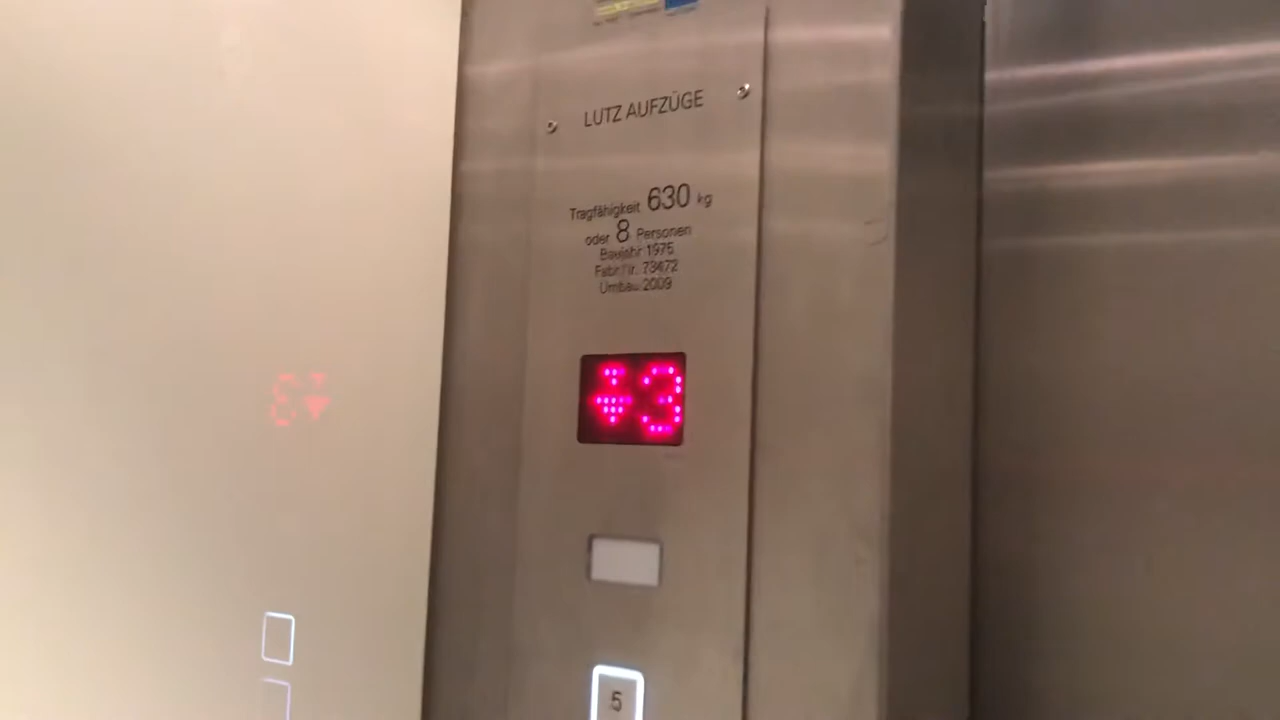 LUTZ AUFZÜGE
Tragfähigkeit 630 kg
oder 8 Personen
Baujahr 1975
Fabr. Nr. 73472
Umbau 2009
3
5